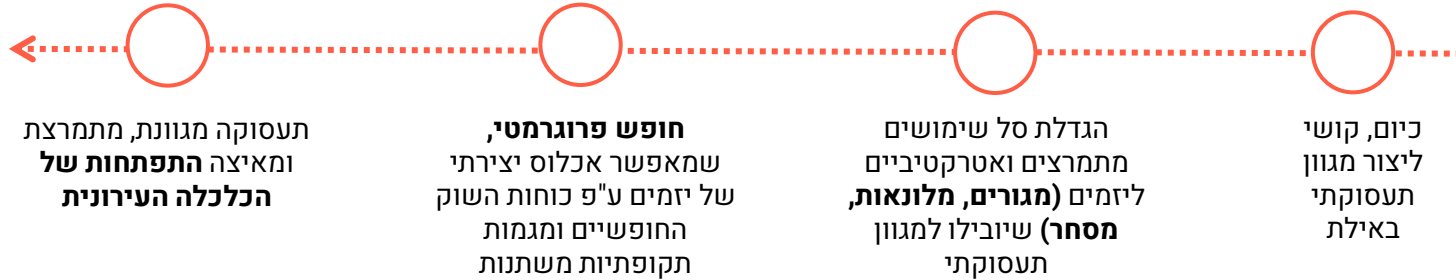 כיום, קושי
ליצור מגוון
תעסוקתי
באילת
הגדלת סל שימושים
מתמרצים ואטרקטיביים
ליזמים (מגורים, מלונאות,
מסחר) שיובילו למגוון
תעסוקתי
חופש פרוגרמטי,
שמאפשר אכלוס יצירתי
של יזמים ע"פ כוחות השוק
החופשיים ומגמות
תקופתיות משתנות
תעסוקה מגוונת, מתמרצת
ומאיצה התפתחות של
הכלכלה העירונית